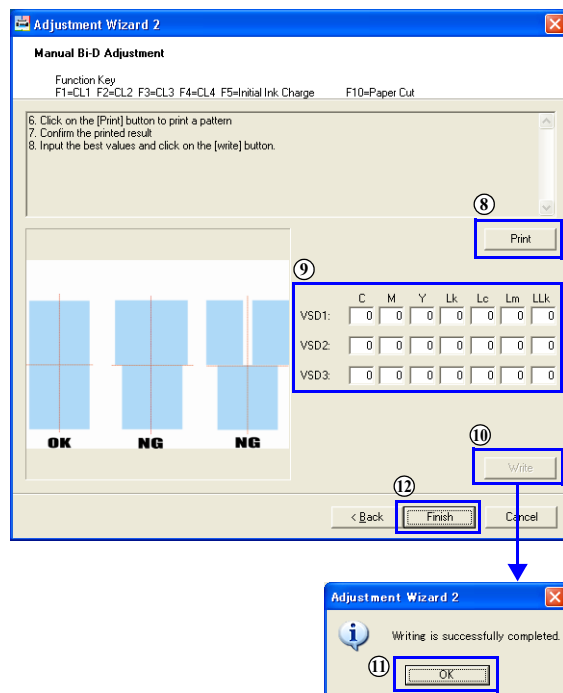 Adjustment Wizard 2
Manual Bi-D Adjustment
Function Key
F1=CL1 F2=CL2 F3=CL3 F4=CL4 F5=Initial Ink Charge F10=Paper Cut
6. Click on the [Print] button to print a pattern
7. Confirm the printed result
8. Input the best values and click on the [write] button.
⑧
Print
⑨
C M Y Lk Lc Lm LLk
VSD1: 0 0 0 0 0 0 0
VSD2: 0 0 0 0 0 0 0
VSD3: 0 0 0 0 0 0 0
OK NG NG
⑩
Write
⑫
< Back Finish Cancel
Adjustment Wizard 2
Writing is successfully completed.
⑪
OK